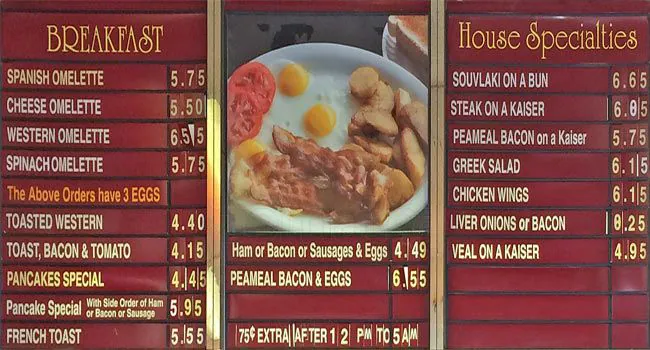 BREAKFAST
SPANISH OMELETTE 5.75
CHEESE OMELETTE 5.50
WESTERN OMELETTE
SPINACH OMELETTE 5.75
The Above Orders have 3 EGGS
TOASTED WESTERN 4.40
TOAST, BACON & TOMATO 4.15
PANCAKES SPECIAL 4.45
Pancake Special With Side Order of Ham or Bacon or Sausage 5.95
FRENCH TOAST 5.55
Ham or Bacon or Sausages & Eggs 4.49
PEAMEAL BACON & EGGS 6.55
75¢ EXTRA AFTER 12 PM TO 5 AM
House Specialties
SOUVLAKI ON A BUN 6.65
STEAK ON A KAISER
PEAMEAL BACON on a Kaiser 5.75
GREEK SALAD 6.15
CHICKEN WINGS 6.15
LIVER ONIONS or BACON
VEAL ON A KAISER 4.95